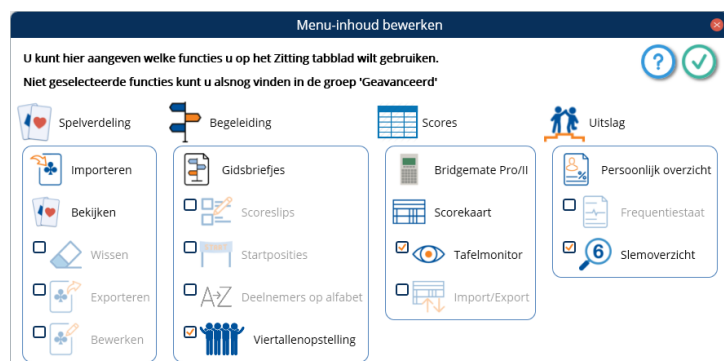 Menu-inhoud bewerken
U kunt hier aangeven welke functies u op het Zitting tabblad wilt gebruiken.
Niet geselecteerde functies kunt u alsnog vinden in de groep 'Geavanceerd'
?
Spelverdeling
Begeleiding
Scores
Uitslag
Importeren
Gidsbriefjes
Bridgemate Pro/II
Persoonlijk overzicht
Bekijken
Scoreslips
Scorekaart
Frequentiestaat
Wissen
Startposities
Tafelmonitor
6
Slemoverzicht
Exporteren
A→Z
Deelnemers op alfabet
Import/Export
Bewerken
Viertallenopstelling